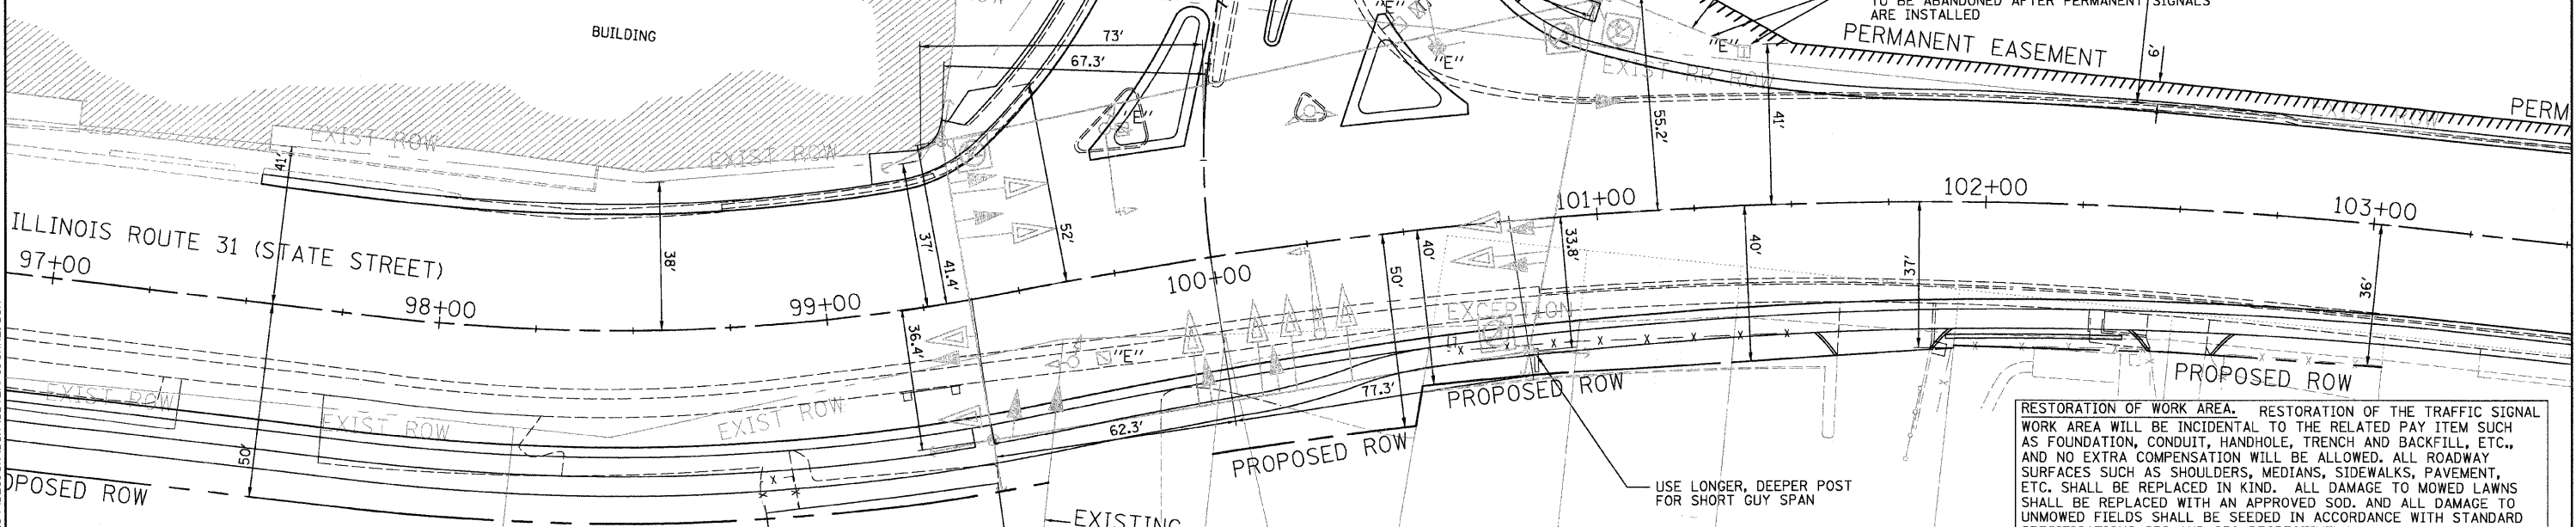 TO BE ABANDONED AFTER PERMANENT SIGNALS
ARE INSTALLED
BUILDING
73'
67.3'
"E"
"E"
"E"
"E"
PERMANENT EASEMENT
6'
EXIST RR ROW
PERM
EXIST ROW
EXIST ROW
EXIST ROW
41'
55.2'
41'
ILLINOIS ROUTE 31 (STATE STREET)
97+00
98+00
99+00
100+00
101+00
102+00
103+00
38'
37'
41.4'
52'
36.4'
50'
40'
33.8'
40'
37'
36'
"E"
EXCEPTION
EXIST ROW
EXIST ROW
EXIST ROW
50'
62.3'
77.3'
OPOSED ROW
PROPOSED ROW
PROPOSED ROW
PROPOSED ROW
USE LONGER, DEEPER POST
FOR SHORT GUY SPAN
EXISTING
RESTORATION OF WORK AREA. RESTORATION OF THE TRAFFIC SIGNAL
WORK AREA WILL BE INCIDENTAL TO THE RELATED PAY ITEM SUCH
AS FOUNDATION, CONDUIT, HANDHOLE, TRENCH AND BACKFILL, ETC.,
AND NO EXTRA COMPENSATION WILL BE ALLOWED. ALL ROADWAY
SURFACES SUCH AS SHOULDERS, MEDIANS, SIDEWALKS, PAVEMENT,
ETC. SHALL BE REPLACED IN KIND. ALL DAMAGE TO MOWED LAWNS
SHALL BE REPLACED WITH AN APPROVED SOD. AND ALL DAMAGE TO
UNMOWED FIELDS SHALL BE SEEDED IN ACCORDANCE WITH STANDARD